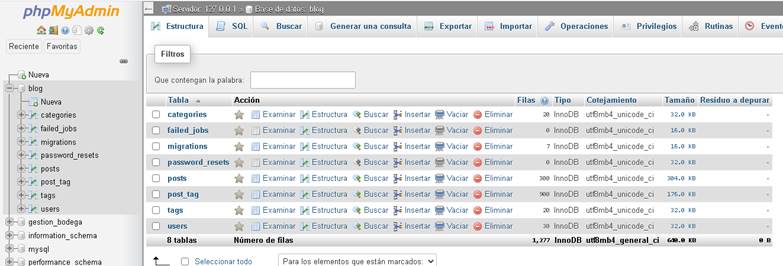 phpMyAdmin
Reciente Favoritas
Nueva
blog
Nueva
categories
failed_jobs
migrations
password_resets
posts
post_tag
tags
users
gestion_bodega
information_schema
mysql
performance_schema
Servidor: 127.0.0.1 » Base de datos: blog
Estructura SQL Buscar Generar una consulta Exportar Importar Operaciones Privilegios Rutinas Evento
Filtros
Que contengan la palabra:
Tabla Acción Filas Tipo Cotejamiento Tamaño Residuo a depurar
categories Examinar Estructura Buscar Insertar Vaciar Eliminar 20 InnoDB utf8mb4_unicode_ci 32.0 KB -
failed_jobs Examinar Estructura Buscar Insertar Vaciar Eliminar 0 InnoDB utf8mb4_unicode_ci 16.0 KB -
migrations Examinar Estructura Buscar Insertar Vaciar Eliminar 7 InnoDB utf8mb4_unicode_ci 16.0 KB -
password_resets Examinar Estructura Buscar Insertar Vaciar Eliminar 0 InnoDB utf8mb4_unicode_ci 32.0 KB -
posts Examinar Estructura Buscar Insertar Vaciar Eliminar 300 InnoDB utf8mb4_unicode_ci 304.0 KB -
post_tag Examinar Estructura Buscar Insertar Vaciar Eliminar 900 InnoDB utf8mb4_unicode_ci 176.0 KB -
tags Examinar Estructura Buscar Insertar Vaciar Eliminar 20 InnoDB utf8mb4_unicode_ci 32.0 KB -
users Examinar Estructura Buscar Insertar Vaciar Eliminar 30 InnoDB utf8mb4_unicode_ci 32.0 KB -
8 tablas Número de filas 1,277 InnoDB utf8mb4_general_ci 640.0 KB 0 B
Seleccionar todo Para los elementos que están marcados: